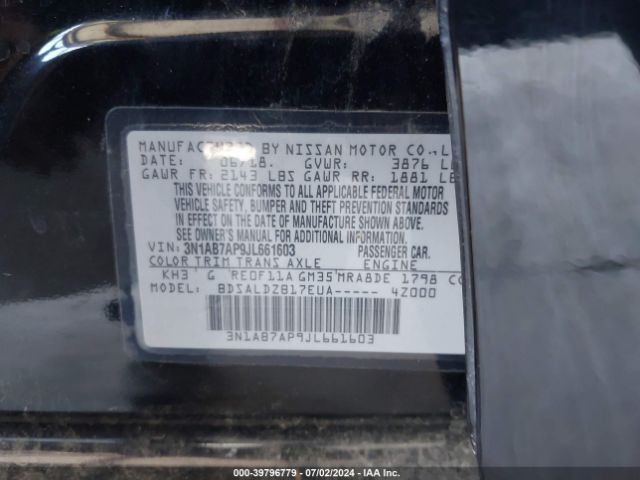 MANUFACTURED BY NISSAN MOTOR CO.,L
DATE: 06/18. GVWR: 3876 L
GAWR FR: 2143 LBS GAWR RR: 1881 LB
THIS VEHICLE CONFORMS TO ALL APPLICABLE FEDERAL MOTOR
VEHICLE SAFETY, BUMPER AND THEFT PREVENTION STANDARDS
IN EFFECT ON THE DATE OF MANUFACTURE SHOWN ABOVE.
SEE OWNER'S MANUAL FOR ADDITIONAL INFORMATION
VIN: 3N1AB7AP9JL661603 PASSENGER CAR.
COLOR TRIM TRANS AXLE ENGINE
KH3 G RE0F11A GM35 MRA8DE 1798 CC
MODEL: BDSALDZB17EUA----- 4Z000
3N1AB7AP9JL661603
000-39796779 - 07/02/2024 - IAA Inc.